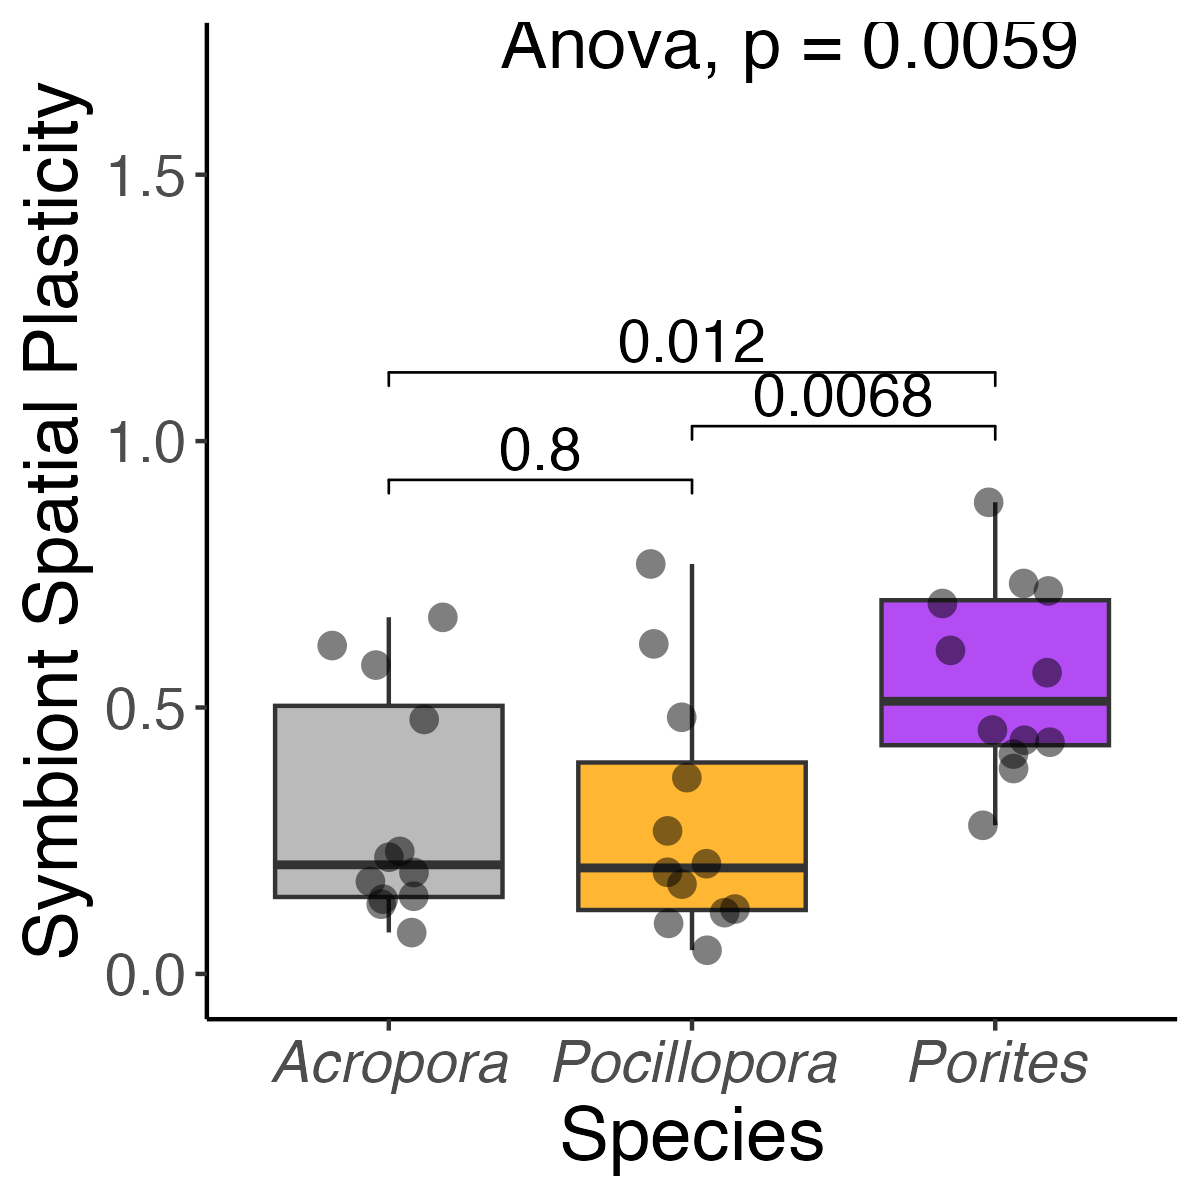 Anova, p = 0.0059
Symbiont Spatial Plasticity
1.5
1.0
0.5
0.0
0.012
0.0068
0.8
Acropora Pocillopora Porites
Species